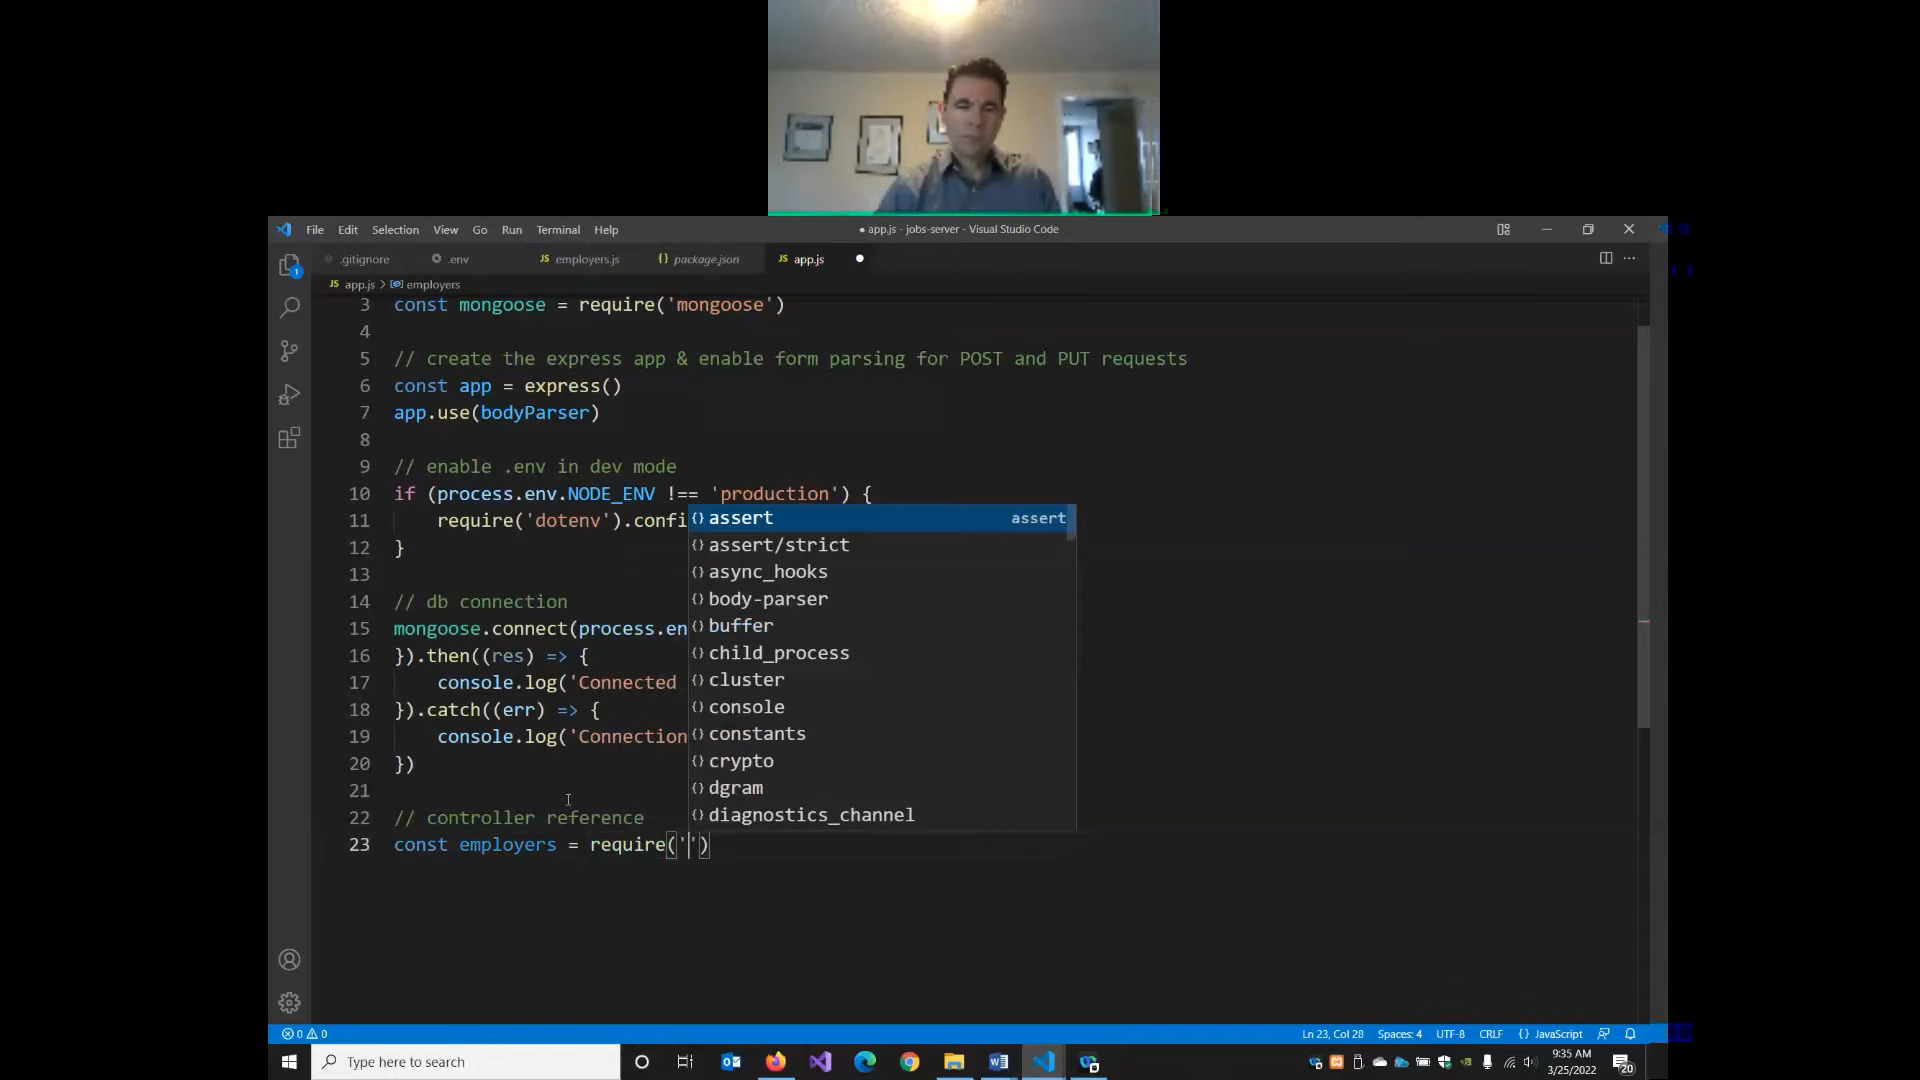 File Edit Selection View Go Run Terminal Help
● app.js - jobs-server - Visual Studio Code
.gitignore
.env
JS employers.js
{} package.json
JS app.js
JS app.js > employers
3 const mongoose = require('mongoose')
4
5 // create the express app & enable form parsing for POST and PUT requests
6 const app = express()
7 app.use(bodyParser)
8
9 // enable .env in dev mode
10 if (process.env.NODE_ENV !== 'production') {
11 require('dotenv').confi
12 }
13
14 // db connection
15 mongoose.connect(process.en
16 }).then((res) => {
17 console.log('Connected
18 }).catch((err) => {
19 console.log('Connection
20 })
21
22 // controller reference
23 const employers = require('')
{} assert assert
{} assert/strict
{} async_hooks
{} body-parser
{} buffer
{} child_process
{} cluster
{} console
{} constants
{} crypto
{} dgram
{} diagnostics_channel
1
0 0
Ln 23, Col 28 Spaces: 4 UTF-8 CRLF {} JavaScript
Type here to search
9:35 AM
3/25/2022
20